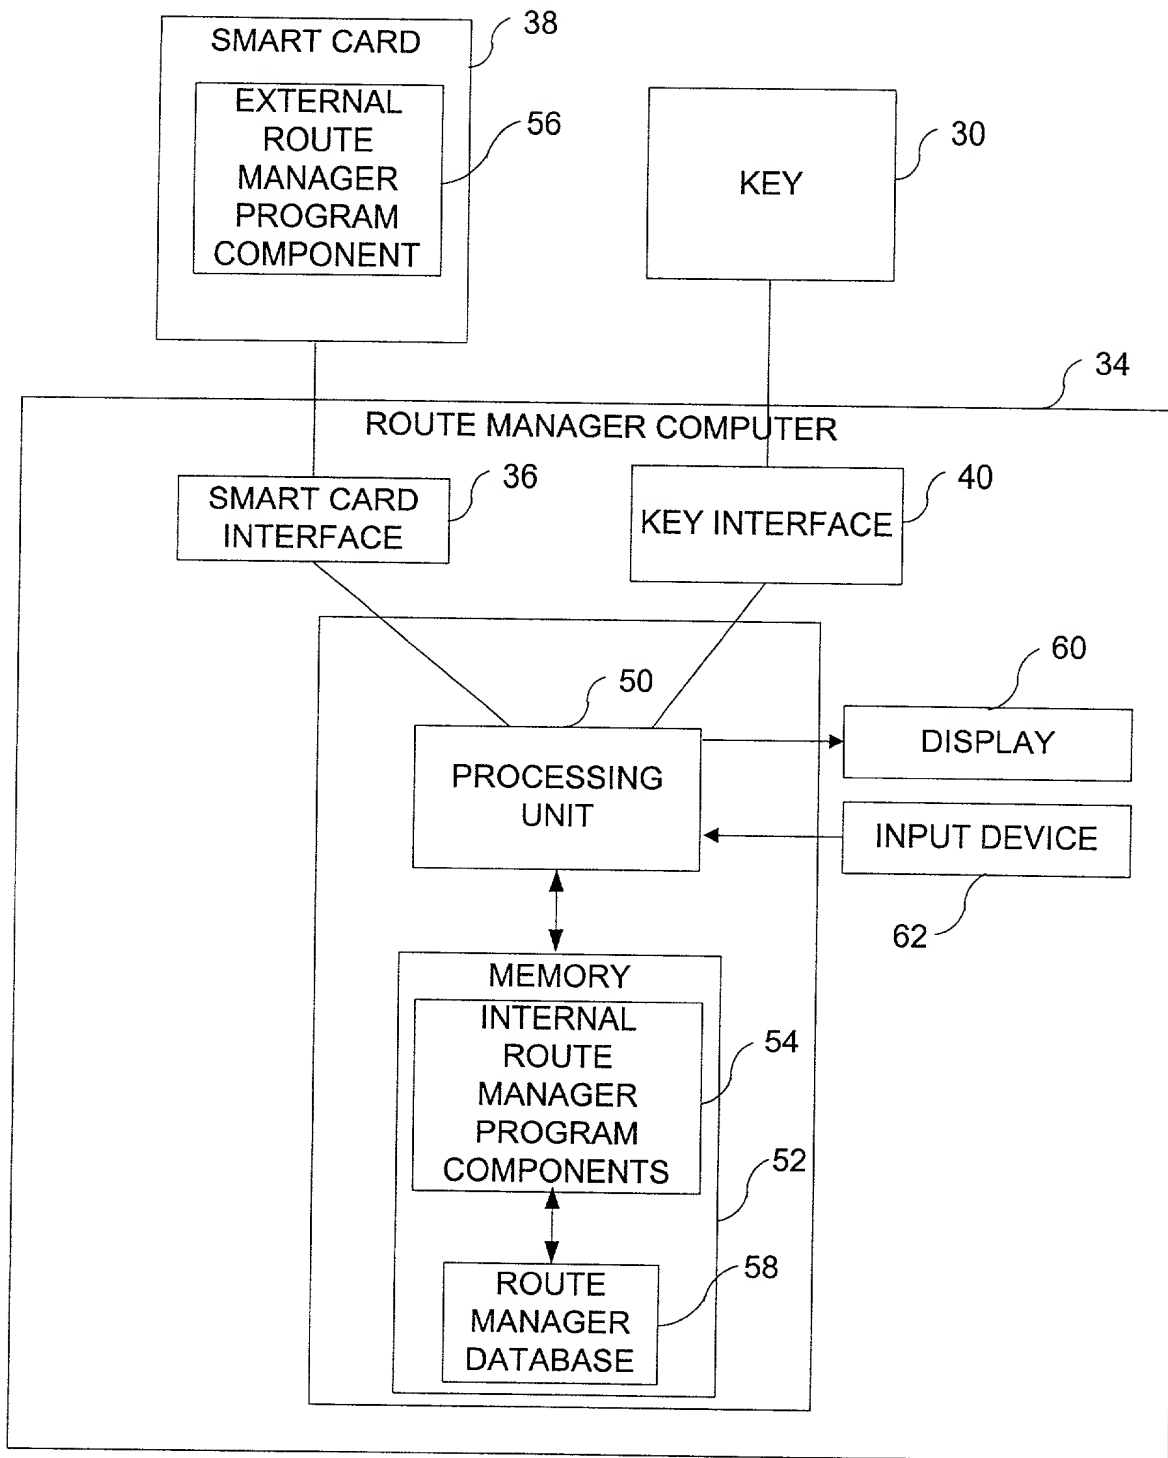 SMART CARD
38
EXTERNAL
ROUTE
MANAGER
PROGRAM
COMPONENT
56
KEY
30
34
ROUTE MANAGER COMPUTER
SMART CARD
INTERFACE
36
KEY INTERFACE
40
50
PROCESSING
UNIT
60
DISPLAY
INPUT DEVICE
62
MEMORY
INTERNAL
ROUTE
MANAGER
PROGRAM
COMPONENTS
54
52
ROUTE
MANAGER
DATABASE
58